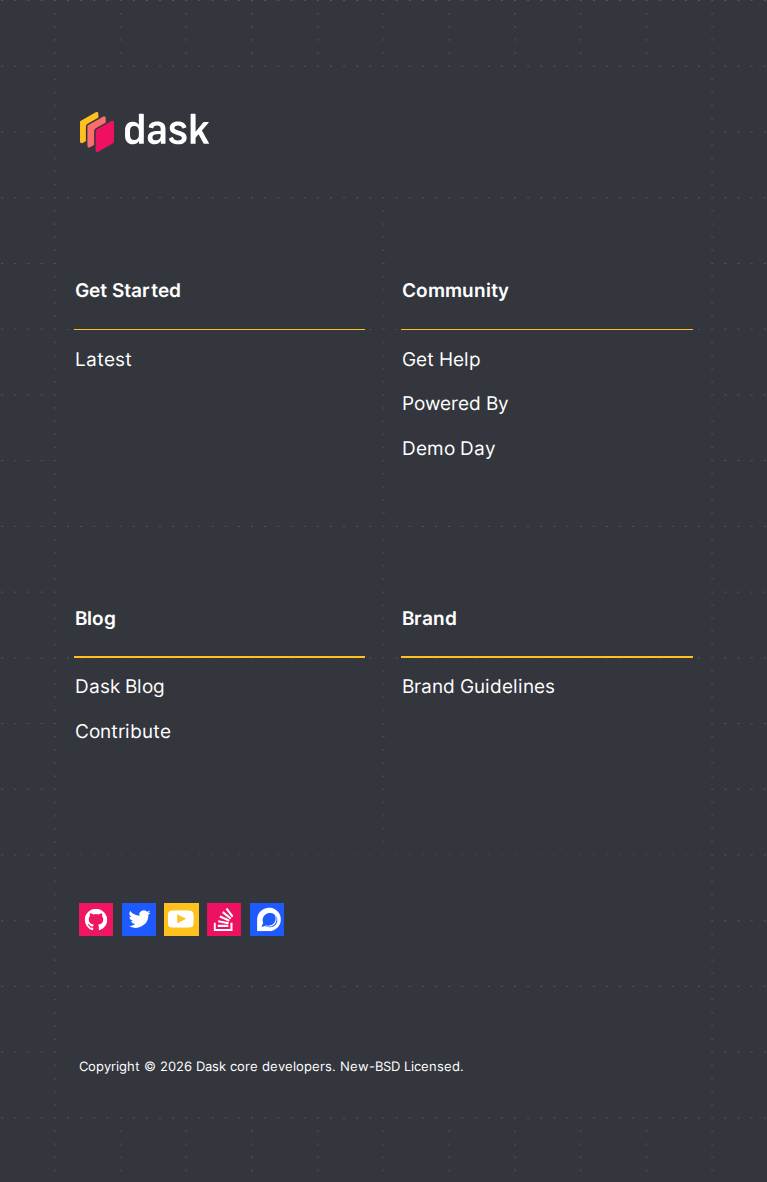 dask
Get Started
Latest
Community
Get Help
Powered By
Demo Day
Blog
Dask Blog
Contribute
Brand
Brand Guidelines
Copyright © 2026 Dask core developers. New-BSD Licensed.